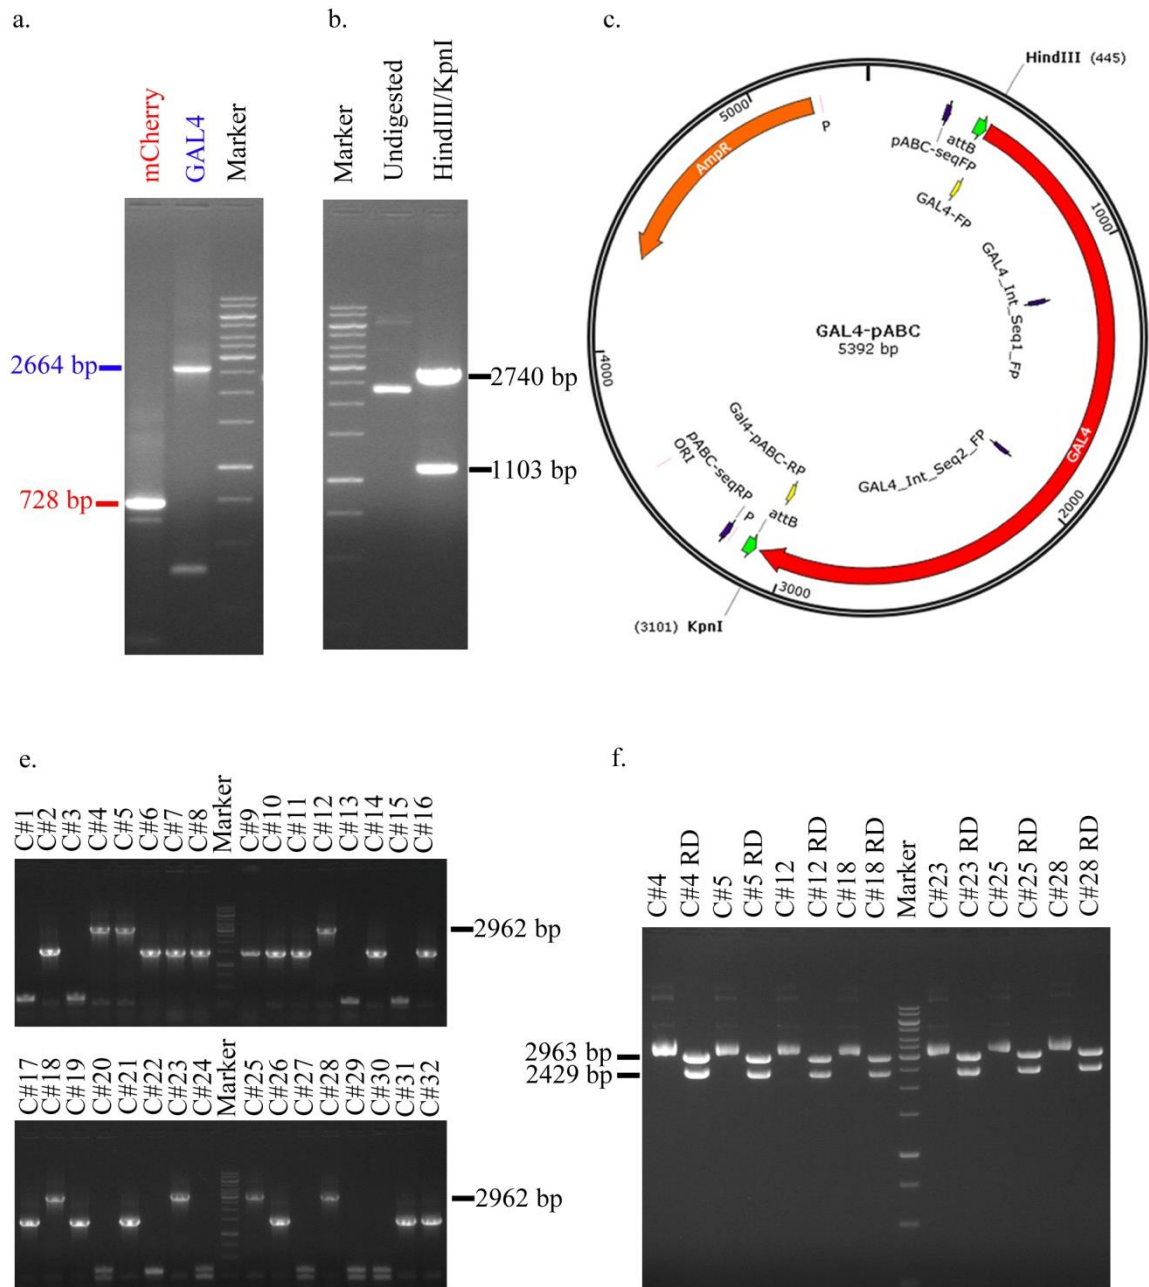 a.
b.
c.
mCherry
GAL4
Marker
Marker
Undigested
HindIII/KpnI
2664 bp
728 bp
2740 bp
1103 bp
HindIII (445)
5000
P
AmpR
attB
pABC-seqFP
GAL4-FP
1000
GAL4_Int_Seq1_FP
GAL4-pABC
5392 bp
4000
Gal4-pABC-RP
pABC-seqRP
ORI
P
attB
GAL4_Int_Seq2_FP
GAL4
2000
3000
(3101) KpnI
e.
C#1
C#2
C#3
C#4
C#5
C#6
C#7
C#8
Marker
C#9
C#10
C#11
C#12
C#13
C#14
C#15
C#16
2962 bp
C#17
C#18
C#19
C#20
C#21
C#22
C#23
C#24
Marker
C#25
C#26
C#27
C#28
C#29
C#30
C#31
C#32
2962 bp
f.
C#4
C#4 RD
C#5
C#5 RD
C#12
C#12 RD
C#18
C#18 RD
Marker
C#23
C#23 RD
C#25
C#25 RD
C#28
C#28 RD
2963 bp
2429 bp